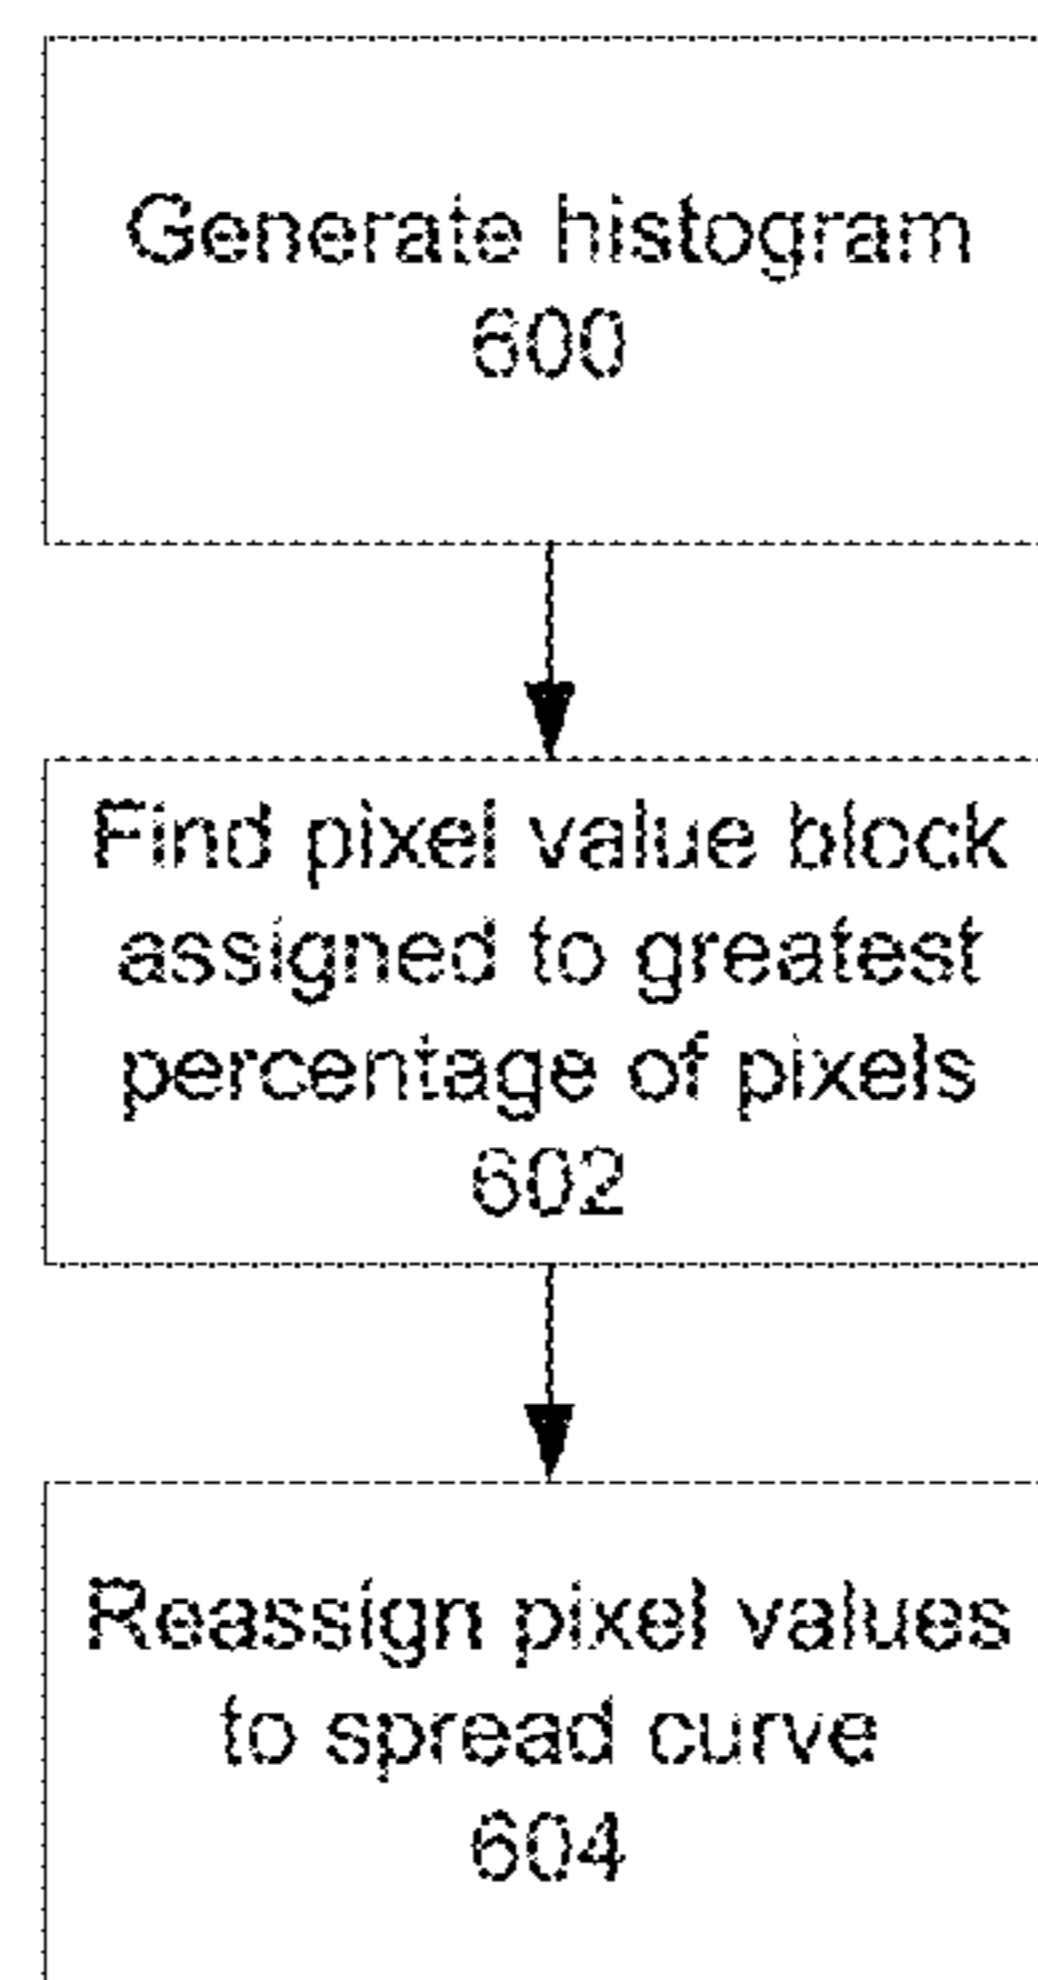 Generate histogram
600
Find pixel value block
assigned to greatest
percentage of pixels
602
Reassign pixel values
to spread curve
604